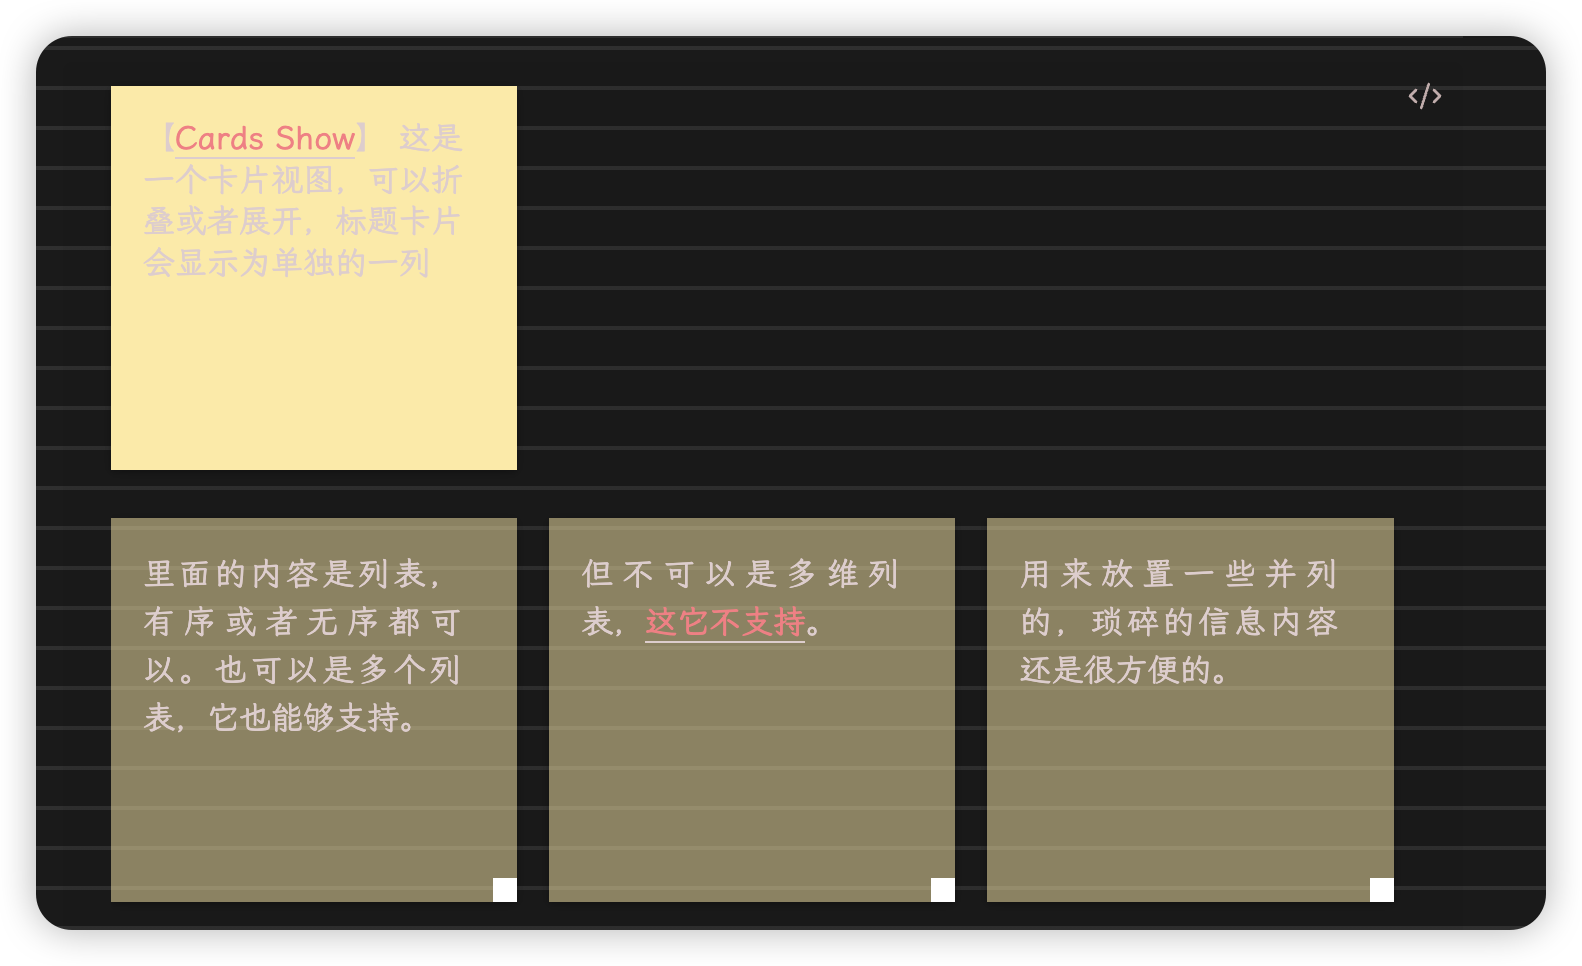 【Cards Show】 这是
一个卡片视图，可以折
叠或者展开，标题卡片
会显示为单独的一列
里面的内容是列表，
有序或者无序都可
以。也可以是多个列
表，它也能够支持。
但不可以是多维列
表，这它不支持。
用来放置一些并列
的，琐碎的信息内容
还是很方便的。